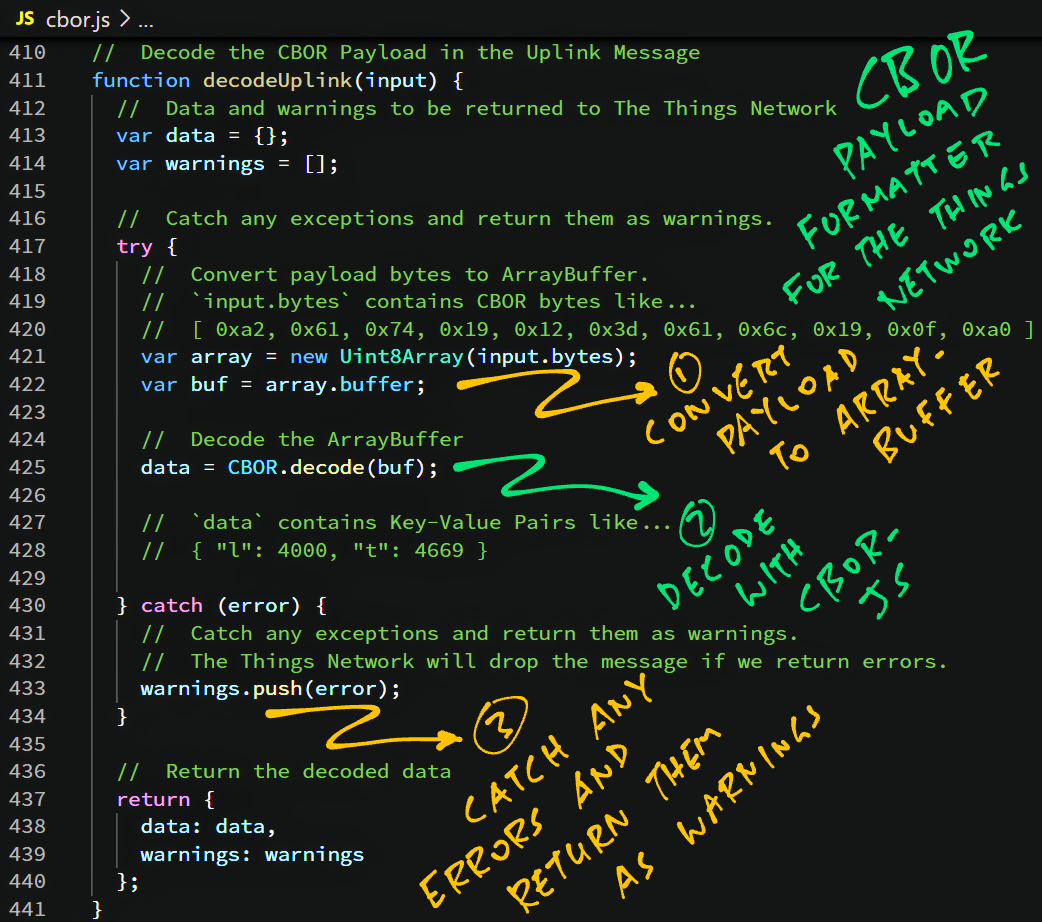 JS cbor.js > ...
410 // Decode the CBOR Payload in the Uplink Message
411 function decodeUplink(input) {
412 // Data and warnings to be returned to The Things Network
413 var data = {};
414 var warnings = [];
415
416 // Catch any exceptions and return them as warnings.
417 try {
418 // Convert payload bytes to ArrayBuffer.
419 // `input.bytes` contains CBOR bytes like...
420 // [ 0xa2, 0x61, 0x74, 0x19, 0x12, 0x3d, 0x61, 0x6c, 0x19, 0x0f, 0xa0 ]
421 var array = new Uint8Array(input.bytes);
422 var buf = array.buffer;
423
424 // Decode the ArrayBuffer
425 data = CBOR.decode(buf);
426
427 // `data` contains Key-Value Pairs like...
428 // { "l": 4000, "t": 4669 }
429
430 } catch (error) {
431 // Catch any exceptions and return them as warnings.
432 // The Things Network will drop the message if we return errors.
433 warnings.push(error);
434 }
435
436 // Return the decoded data
437 return {
438 data: data,
439 warnings: warnings
440 };
441 }
CBOR
PAYLOAD
FORMATTER
FOR THE THINGS
NETWORK
1
CONVERT
PAYLOAD
TO ARRAY-
BUFFER
2
DECODE
WITH
CBOR-
JS
3
CATCH ANY
ERRORS AND
RETURN THEM
AS WARNINGS